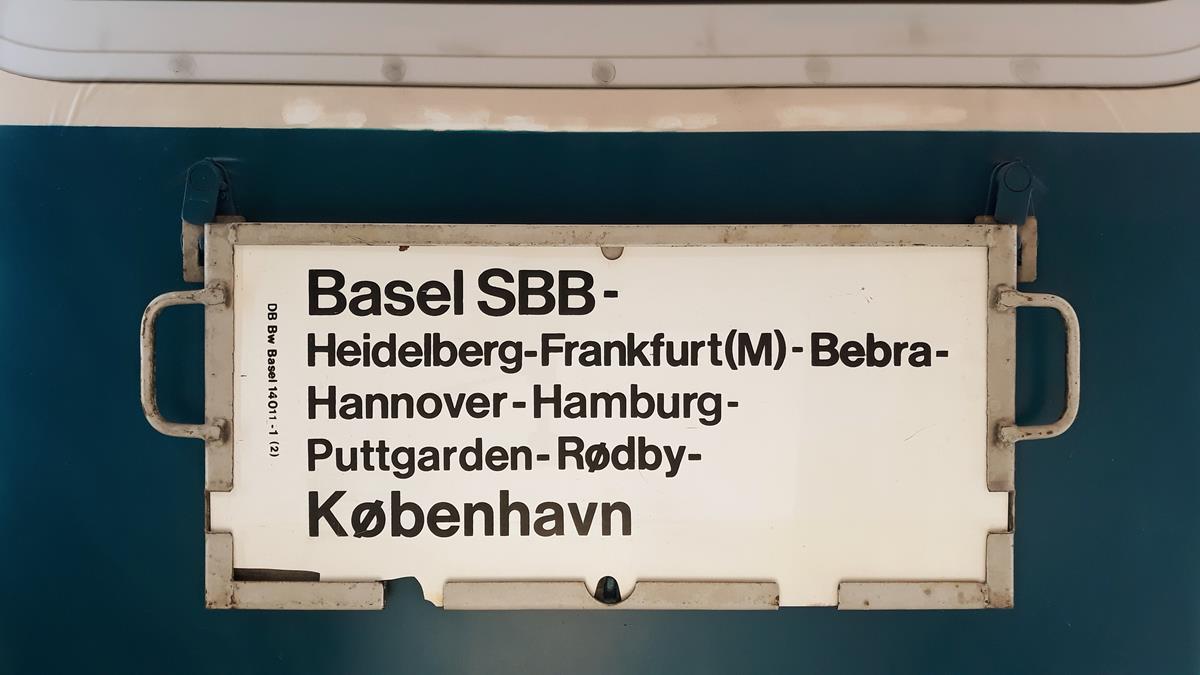 Basel SBB-
Heidelberg-Frankfurt(M)-Bebra-
Hannover-Hamburg-
Puttgarden-Rødby-
København
DB Bw Basel 14011-1 (2)